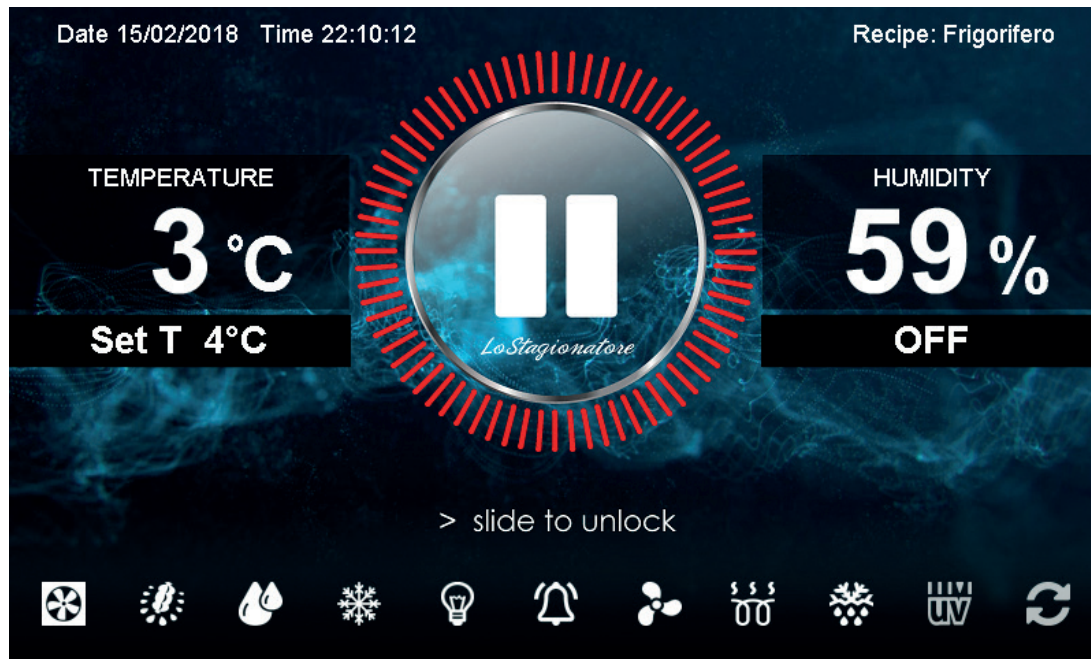 Date 15/02/2018 Time 22:10:12
Recipe: Frigorifero
TEMPERATURE
3 °C
Set T 4°C
HUMIDITY
59 %
OFF
LoStagionatore
> slide to unlock
UV